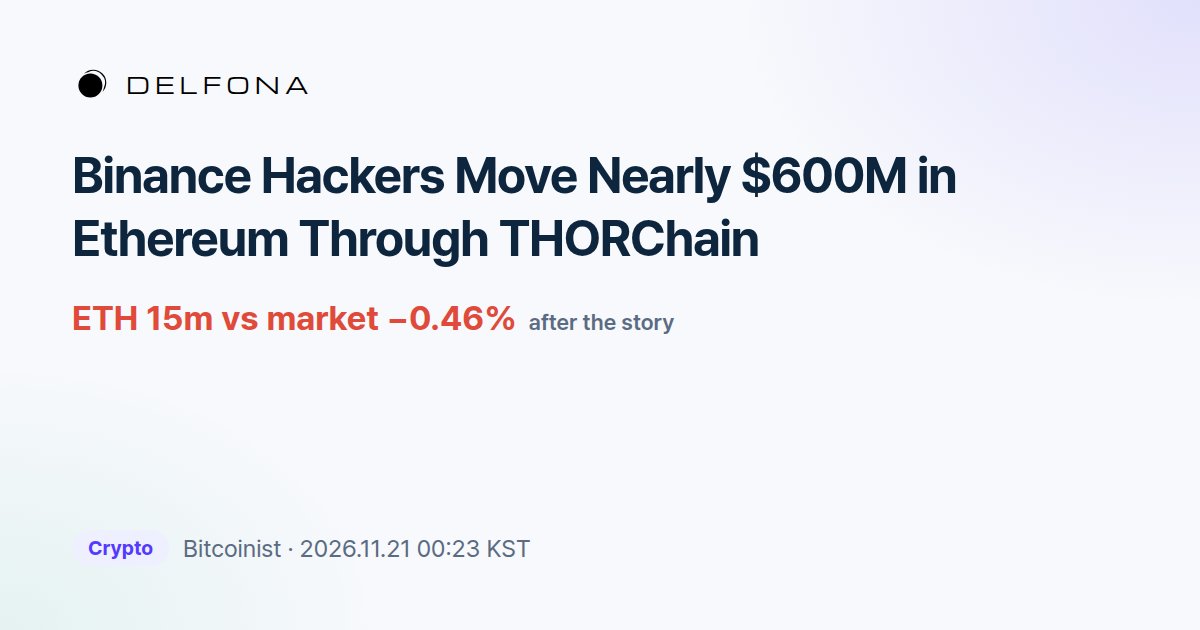 DELFONA
Binance Hackers Move Nearly $600M in
Ethereum Through THORChain
ETH 15m vs market −0.46% after the story
Crypto Bitcoinist · 2026.11.21 00:23 KST